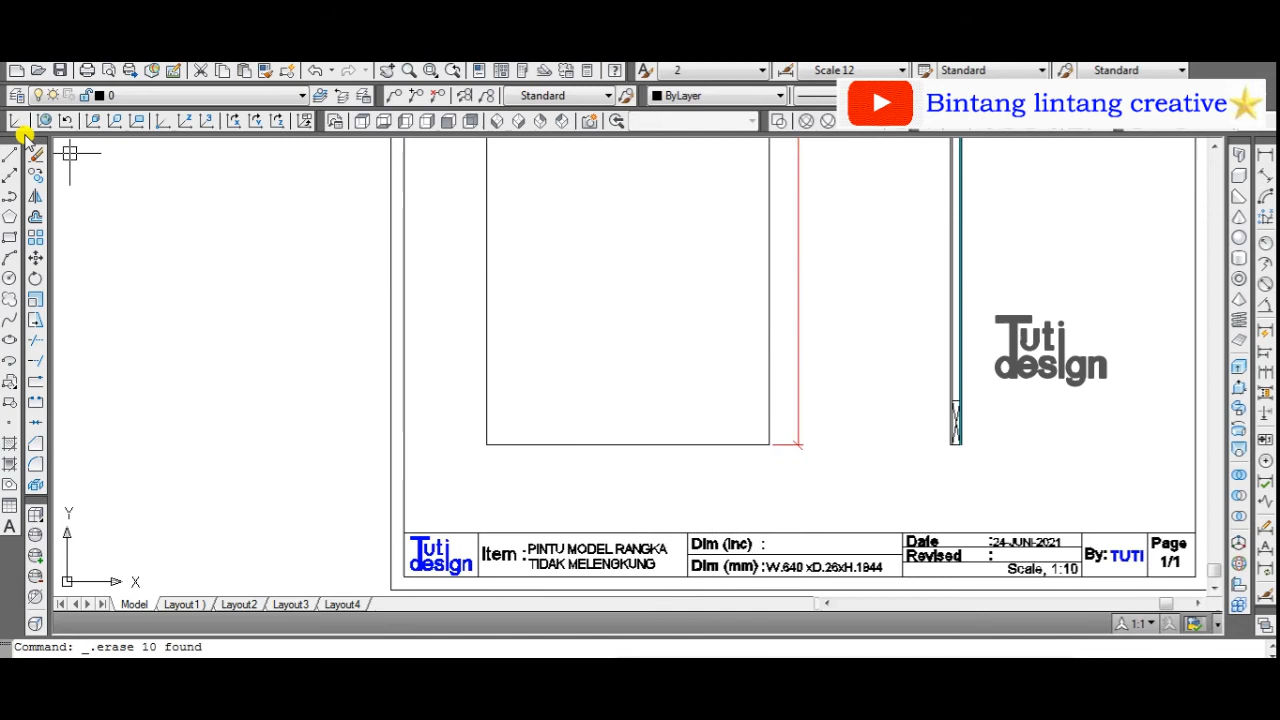 2
Scale12
Standard
Standard
0
Standard
ByLayer
Bintang lintang creative
Tuti
design
Tuti
design
Item :
PINTU MODEL RANGKA
TIDAK MELENGKUNG
Dim (inc) :
Dim (mm) : W.640 xD.26xH.1844
Date :24-JUNI-2021
Revised :
Scale, 1:10
By: TUTI
Page
1/1
Y
X
A
Model
Layout1 )
Layout2
Layout3
Layout4
1:1
Command: _.erase 10 found